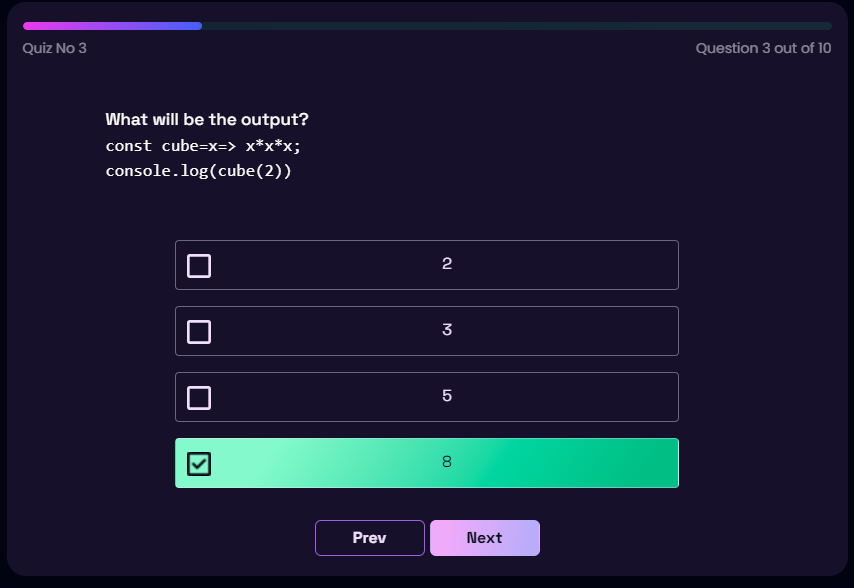 Quiz No 3
Question 3 out of 10
What will be the output?
const cube=x=> x*x*x;
console.log(cube(2))
2
3
5
8
Prev
Next